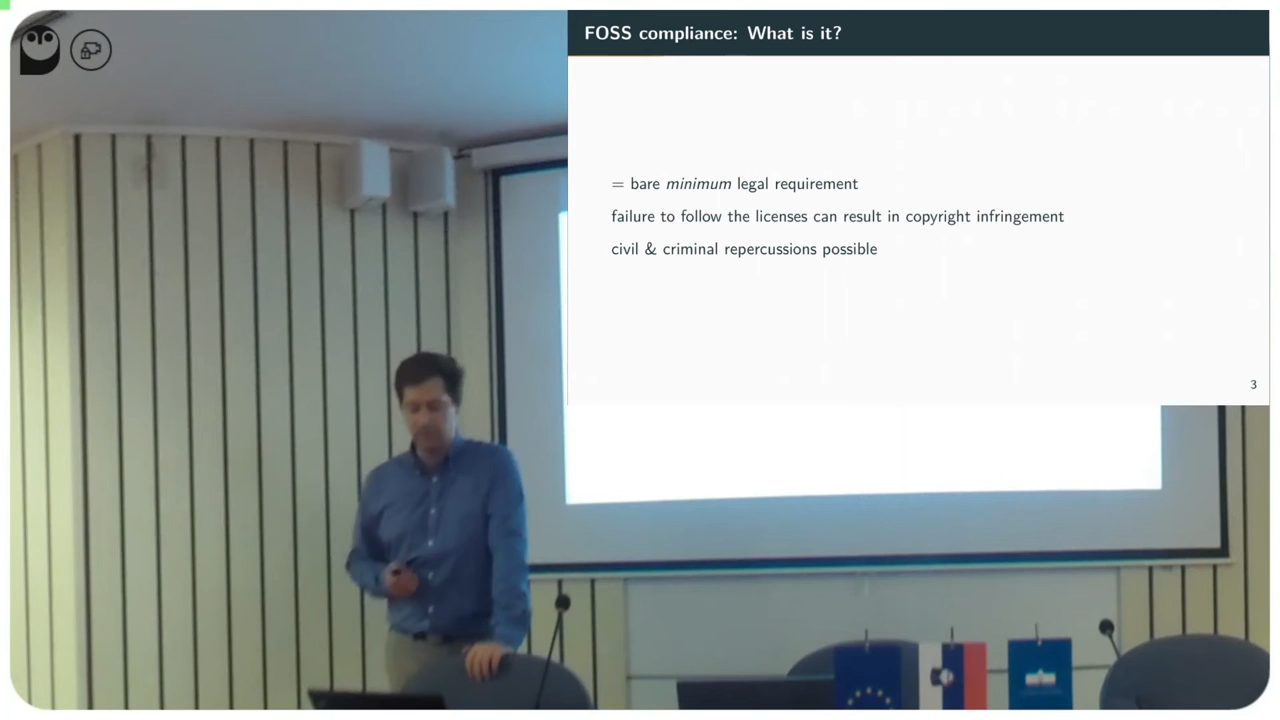 FOSS compliance: What is it?
= bare minimum legal requirement
failure to follow the licenses can result in copyright infringement
civil & criminal repercussions possible
3